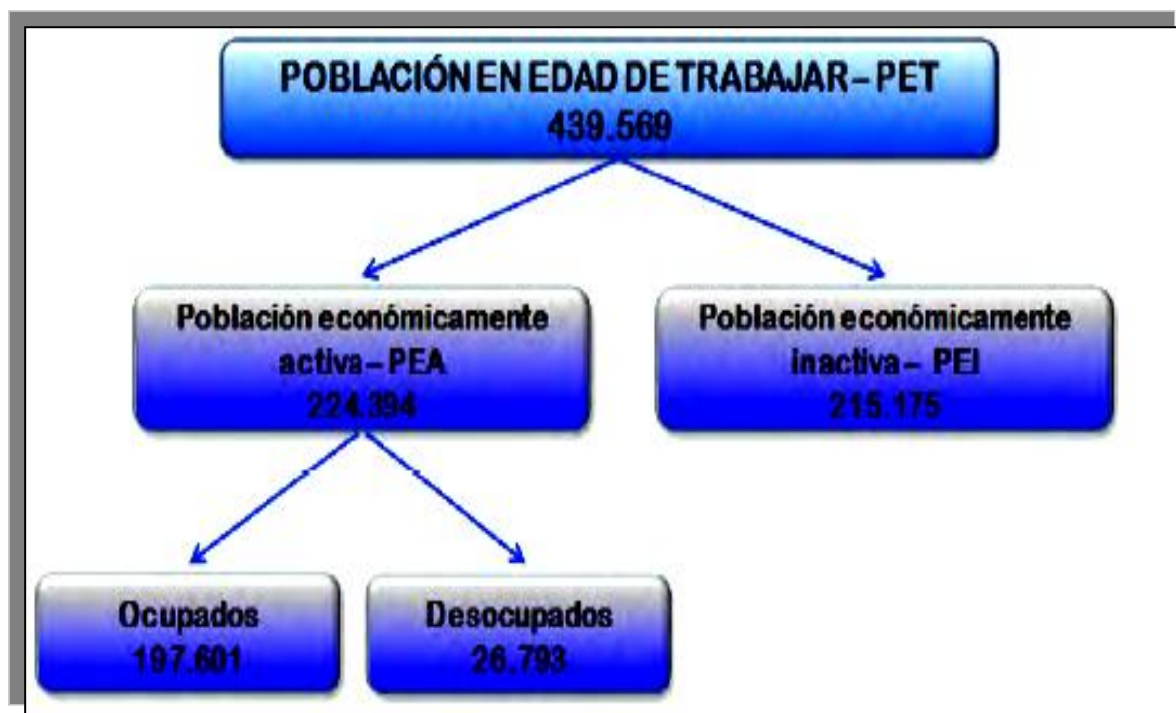 POBLACIÓN EN EDAD DE TRABAJAR – PET
439.569
Población económicamente
activa – PEA
224.394
Población económicamente
inactiva – PEI
215.175
Ocupados
197.601
Desocupados
26.793